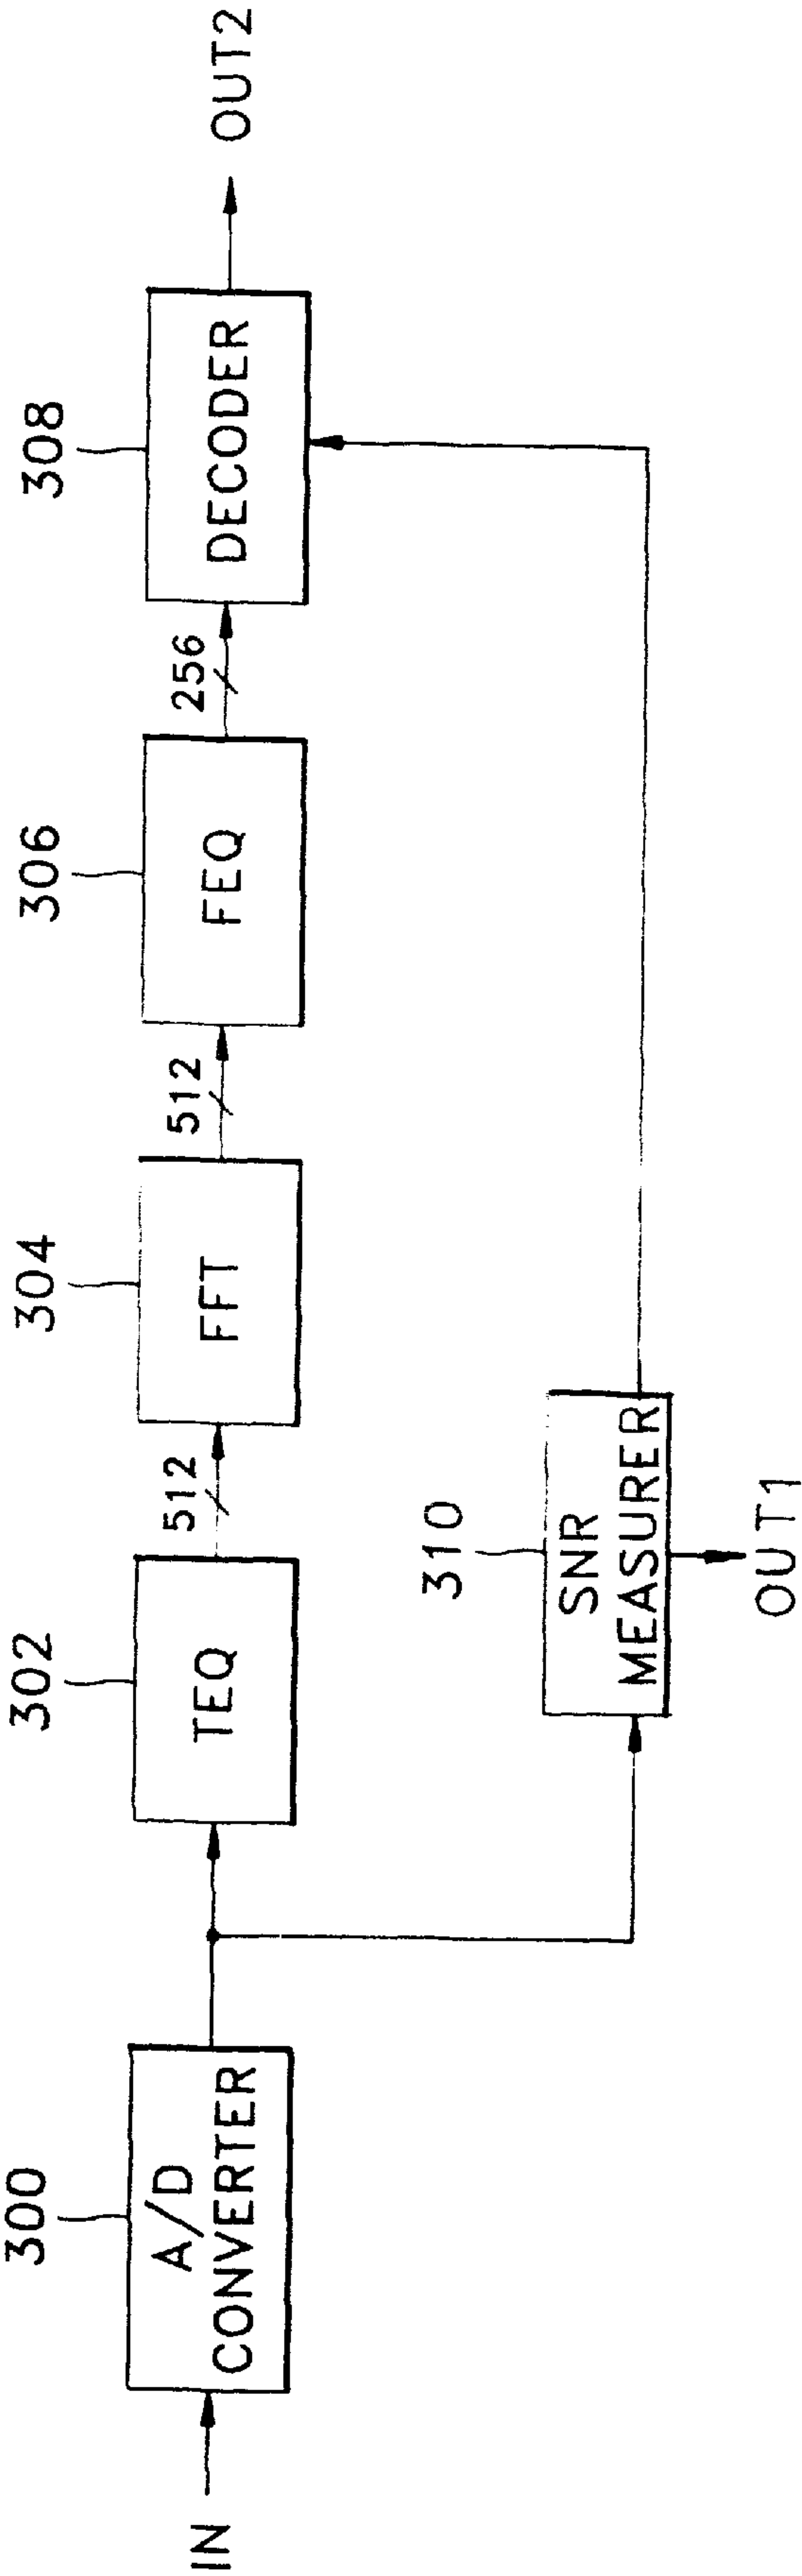 300
302
304
306
308
IN
A/D
CONVERTER
TEQ
512
FFT
512
FEQ
256
DECODER
OUT2
310
SNR
MEASURER
OUT1